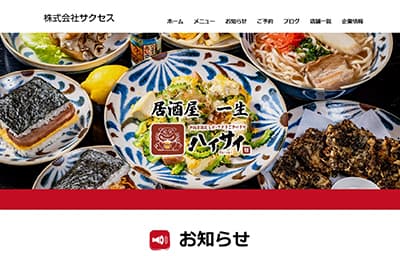 株式会社サクセス
ホーム メニュー お知らせ ご予約 ブログ 店舗一覧 企業情報
居酒屋 一生
ハイサイ
お知らせ